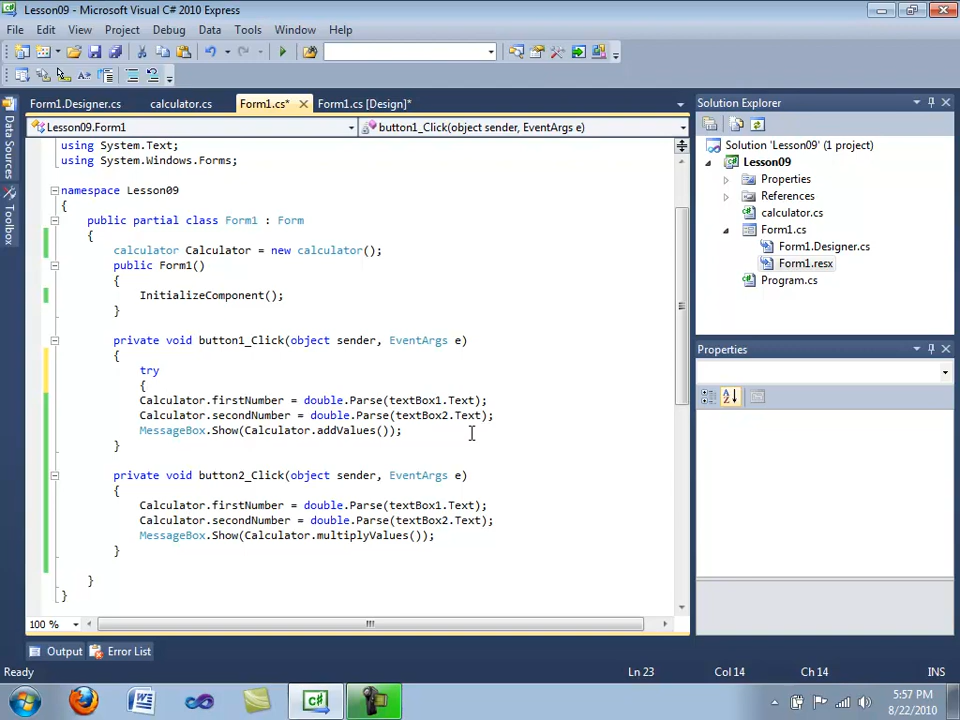 Lesson09 - Microsoft Visual C# 2010 Express
File Edit View Project Debug Data Tools Window Help
Form1.Designer.cs calculator.cs Form1.cs* Form1.cs [Design]*
Lesson09.Form1 button1_Click(object sender, EventArgs e)
using System.Text;
using System.Windows.Forms;
namespace Lesson09
{
public partial class Form1 : Form
{
calculator Calculator = new calculator();
public Form1()
{
InitializeComponent();
}
private void button1_Click(object sender, EventArgs e)
{
try
{
Calculator.firstNumber = double.Parse(textBox1.Text);
Calculator.secondNumber = double.Parse(textBox2.Text);
MessageBox.Show(Calculator.addValues());
}
private void button2_Click(object sender, EventArgs e)
{
Calculator.firstNumber = double.Parse(textBox1.Text);
Calculator.secondNumber = double.Parse(textBox2.Text);
MessageBox.Show(Calculator.multiplyValues());
}
}
}
100 %
Data Sources
Toolbox
Solution Explorer
Solution 'Lesson09' (1 project)
Lesson09
Properties
References
calculator.cs
Form1.cs
Form1.Designer.cs
Form1.resx
Program.cs
Properties
Output Error List
Ready Ln 23 Col 14 Ch 14 INS
5:57 PM
8/22/2010